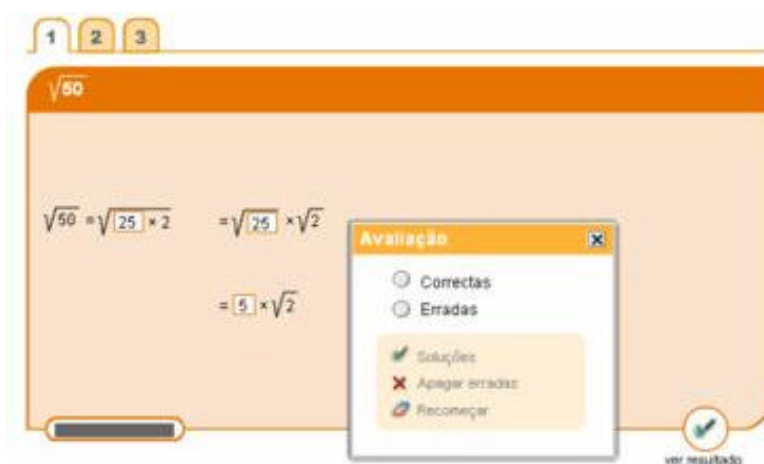 1 2 3
√50
√50 = √25 × 2 = √25 × √2
= 5 × √2
Avaliação
Correctas
Erradas
Soluções
Apagar erradas
Recomeçar
ver resultado